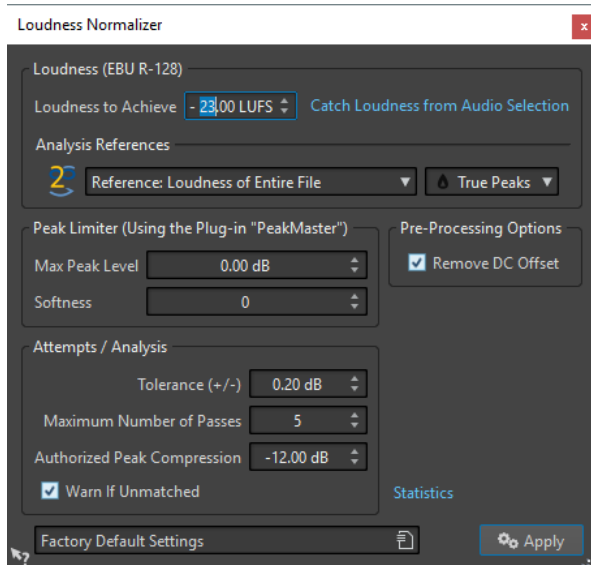 Loudness Normalizer
x
Loudness (EBU R-128)
Loudness to Achieve - 23.00 LUFS Catch Loudness from Audio Selection
Analysis References
2 Reference: Loudness of Entire File True Peaks
Peak Limiter (Using the Plug-in "PeakMaster") Pre-Processing Options
Max Peak Level 0.00 dB Remove DC Offset
Softness 0
Attempts / Analysis
Tolerance (+/-) 0.20 dB
Maximum Number of Passes 5
Authorized Peak Compression -12.00 dB
Warn If Unmatched Statistics
Factory Default Settings Apply
?